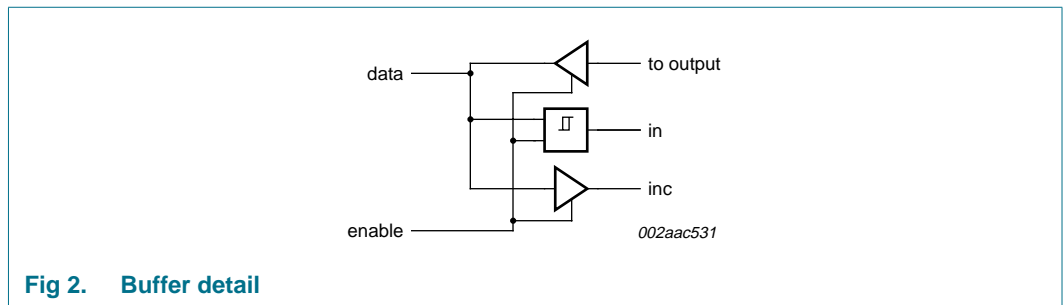 to output
data
in
inc
enable
002aac531
Fig 2. Buffer detail